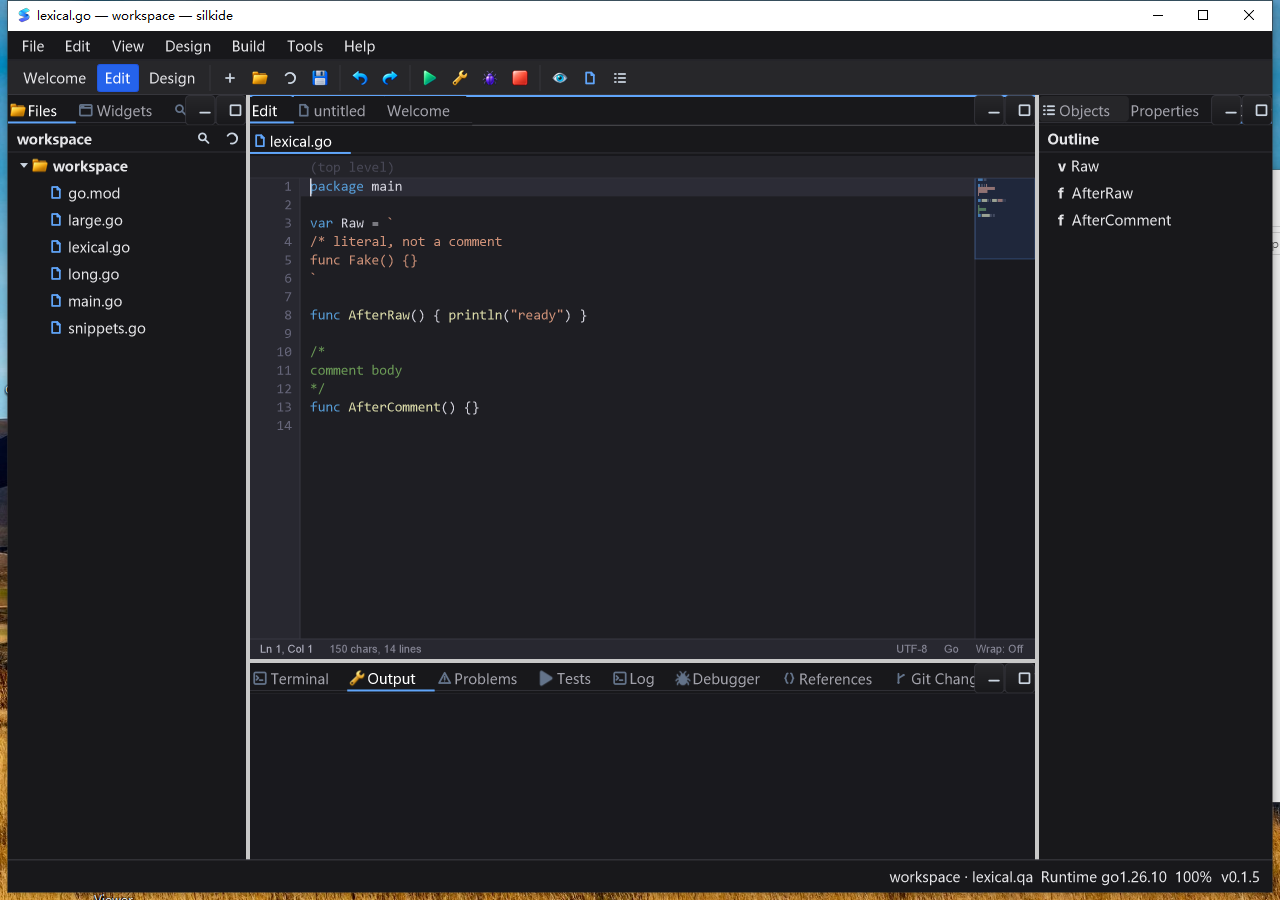 lexical.go — workspace — silkide
File Edit View Design Build Tools Help
Welcome Edit Design
Files Widgets
workspace
workspace
go.mod
large.go
lexical.go
long.go
main.go
snippets.go
Edit untitled Welcome
lexical.go
(top level)
1 package main
2
3 var Raw = `
4 /* literal, not a comment
5 func Fake() {}
6 `
7
8 func AfterRaw() { println("ready") }
9
10 /*
11 comment body
12 */
13 func AfterComment() {}
14
Ln 1, Col 1 150 chars, 14 lines UTF-8 Go Wrap: Off
Terminal Output Problems Tests Log Debugger References Git Chang
Objects Properties
Outline
v Raw
f AfterRaw
f AfterComment
workspace · lexical.qa Runtime go1.26.10 100% v0.1.5
Viewer